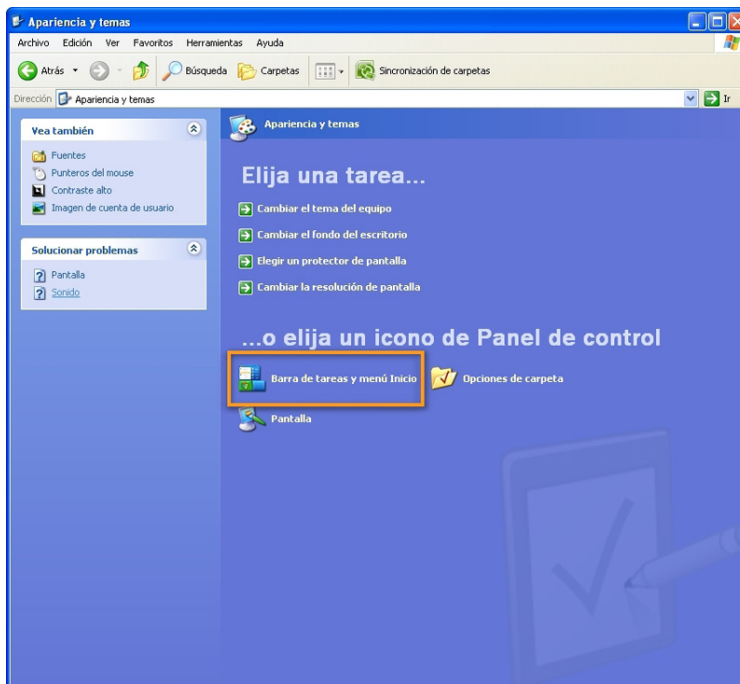 Apariencia y temas
Archivo Edición Ver Favoritos Herramientas Ayuda
Atrás Búsqueda Carpetas Sincronización de carpetas
Dirección Apariencia y temas Ir
Vea también
Fuentes
Punteros del mouse
Contraste alto
Imagen de cuenta de usuario
Solucionar problemas
Pantalla
Sonido
Apariencia y temas
Elija una tarea...
Cambiar el tema del equipo
Cambiar el fondo del escritorio
Elegir un protector de pantalla
Cambiar la resolución de pantalla
...o elija un icono de Panel de control
Barra de tareas y menú Inicio Opciones de carpeta
Pantalla